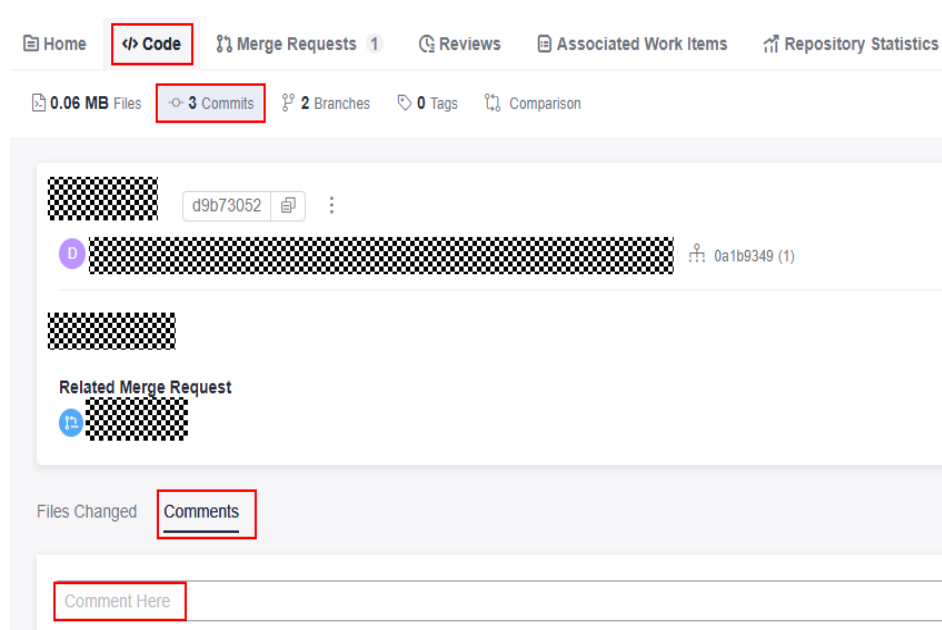 Home </> Code Merge Requests 1 Reviews Associated Work Items Repository Statistics
0.06 MB Files 3 Commits 2 Branches 0 Tags Comparison
d9b73052
D 0a1b9349 (1)
Related Merge Request
Files Changed Comments
Comment Here